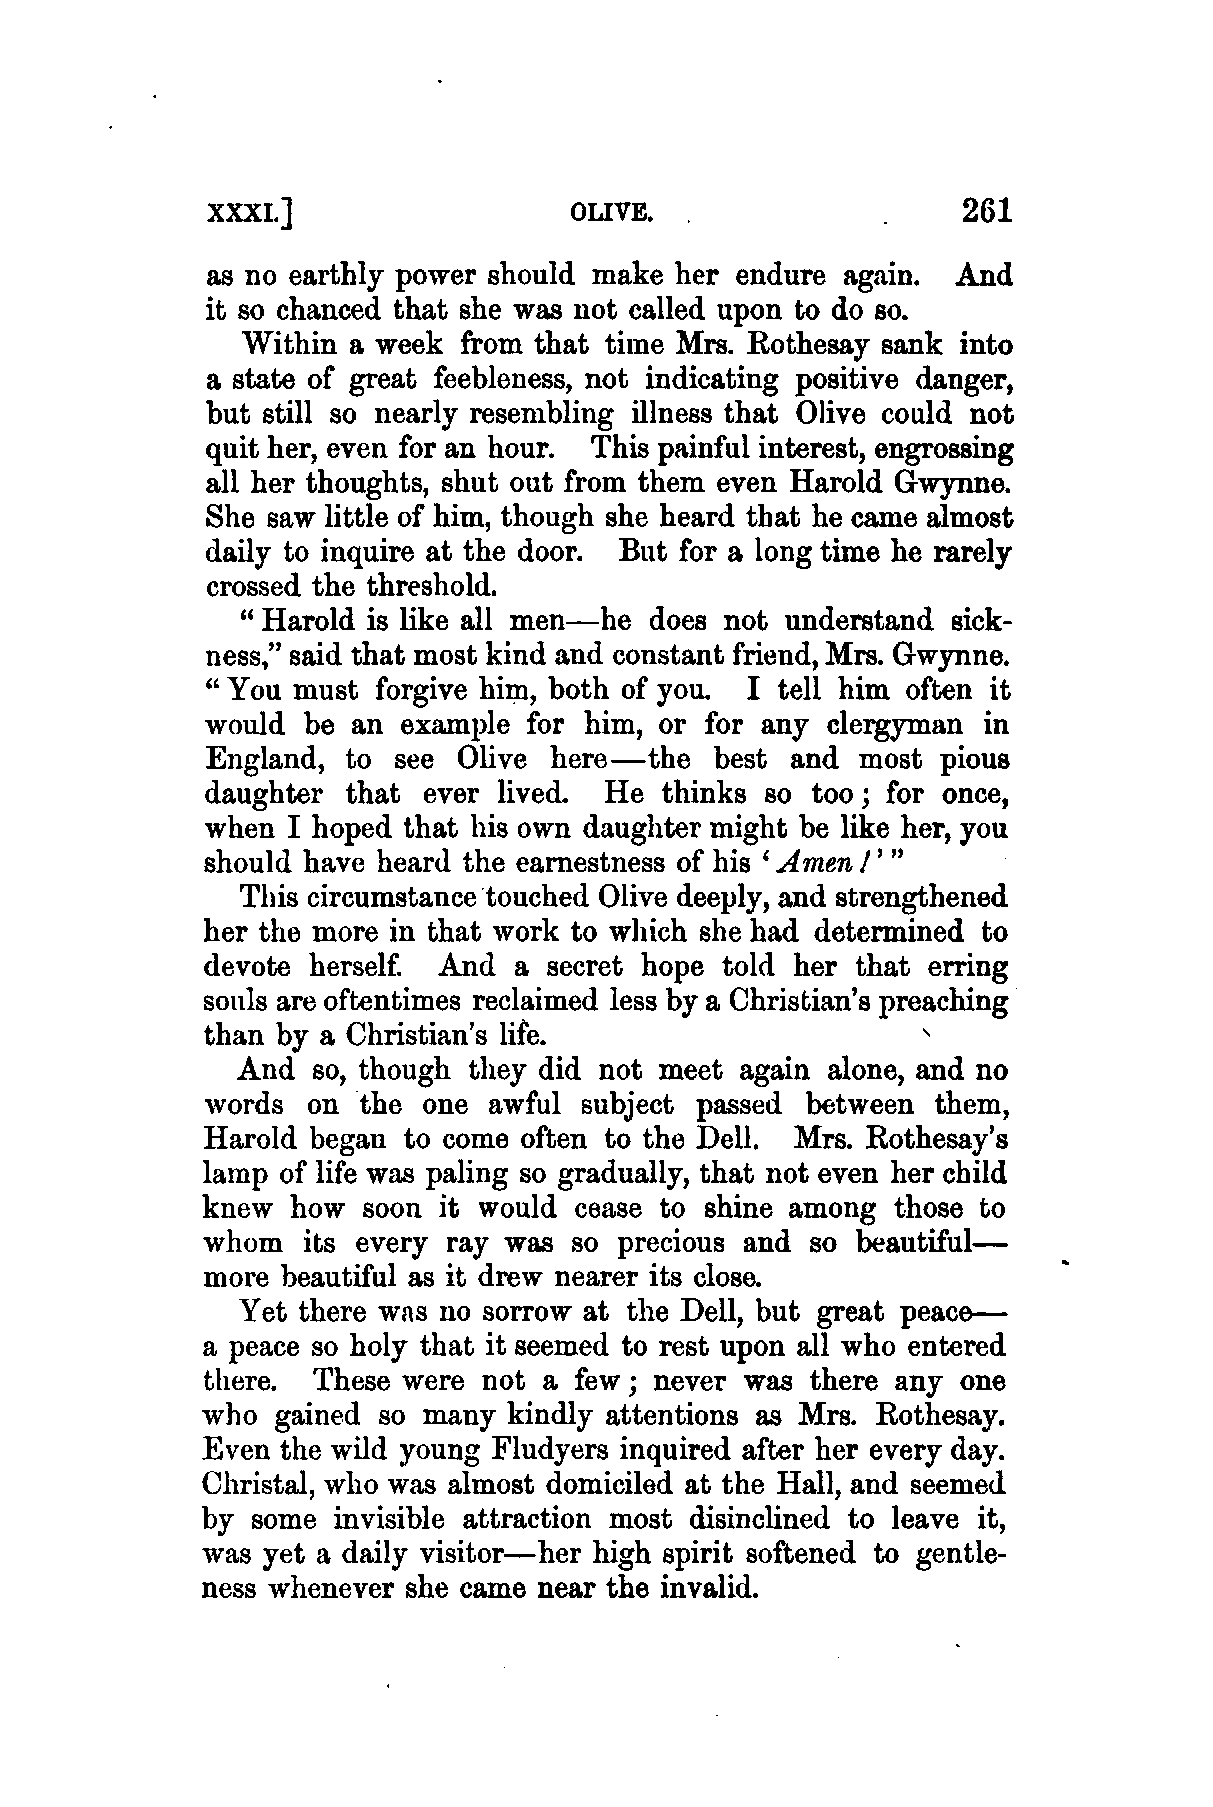 XXXI.] OLIVE. 261
as no earthly power should make her endure again. And
it so chanced that she was not called upon to do so.
Within a week from that time Mrs. Rothesay sank into
a state of great feebleness, not indicating positive danger,
but still so nearly resembling illness that Olive could not
quit her, even for an hour. This painful interest, engrossing
all her thoughts, shut out from them even Harold Gwynne.
She saw little of him, though she heard that he came almost
daily to inquire at the door. But for a long time he rarely
crossed the threshold.
“Harold is like all men—he does not understand sick-
ness,” said that most kind and constant friend, Mrs. Gwynne.
“You must forgive him, both of you. I tell him often it
would be an example for him, or for any clergyman in
England, to see Olive here—the best and most pious
daughter that ever lived. He thinks so too; for once,
when I hoped that his own daughter might be like her, you
should have heard the earnestness of his ‘Amen!’”
This circumstance touched Olive deeply, and strengthened
her the more in that work to which she had determined to
devote herself. And a secret hope told her that erring
souls are oftentimes reclaimed less by a Christian’s preaching
than by a Christian’s life.
And so, though they did not meet again alone, and no
words on the one awful subject passed between them,
Harold began to come often to the Dell. Mrs. Rothesay’s
lamp of life was paling so gradually, that not even her child
knew how soon it would cease to shine among those to
whom its every ray was so precious and so beautiful—
more beautiful as it drew nearer its close.
Yet there was no sorrow at the Dell, but great peace—
a peace so holy that it seemed to rest upon all who entered
there. These were not a few; never was there any one
who gained so many kindly attentions as Mrs. Rothesay.
Even the wild young Fludyers inquired after her every day.
Christal, who was almost domiciled at the Hall, and seemed
by some invisible attraction most disinclined to leave it,
was yet a daily visitor—her high spirit softened to gentle-
ness whenever she came near the invalid.